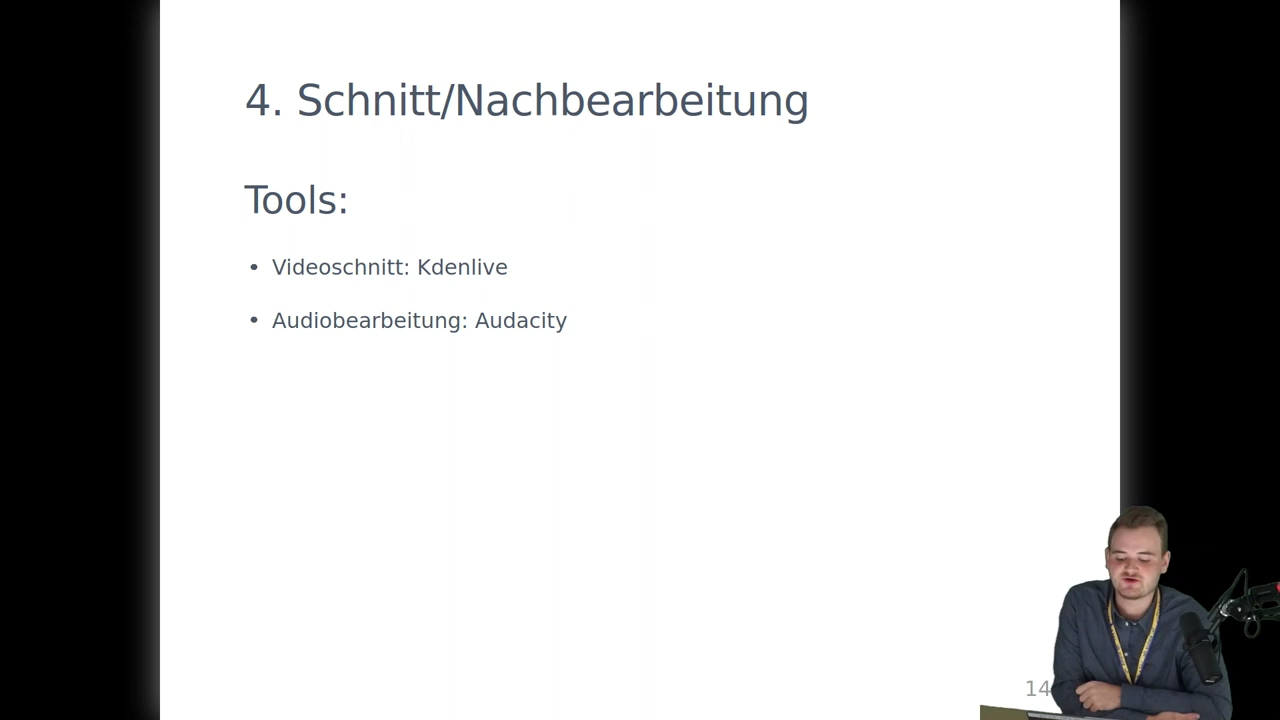 4. Schnitt/Nachbearbeitung
Tools:
• Videoschnitt: Kdenlive
• Audiobearbeitung: Audacity
14